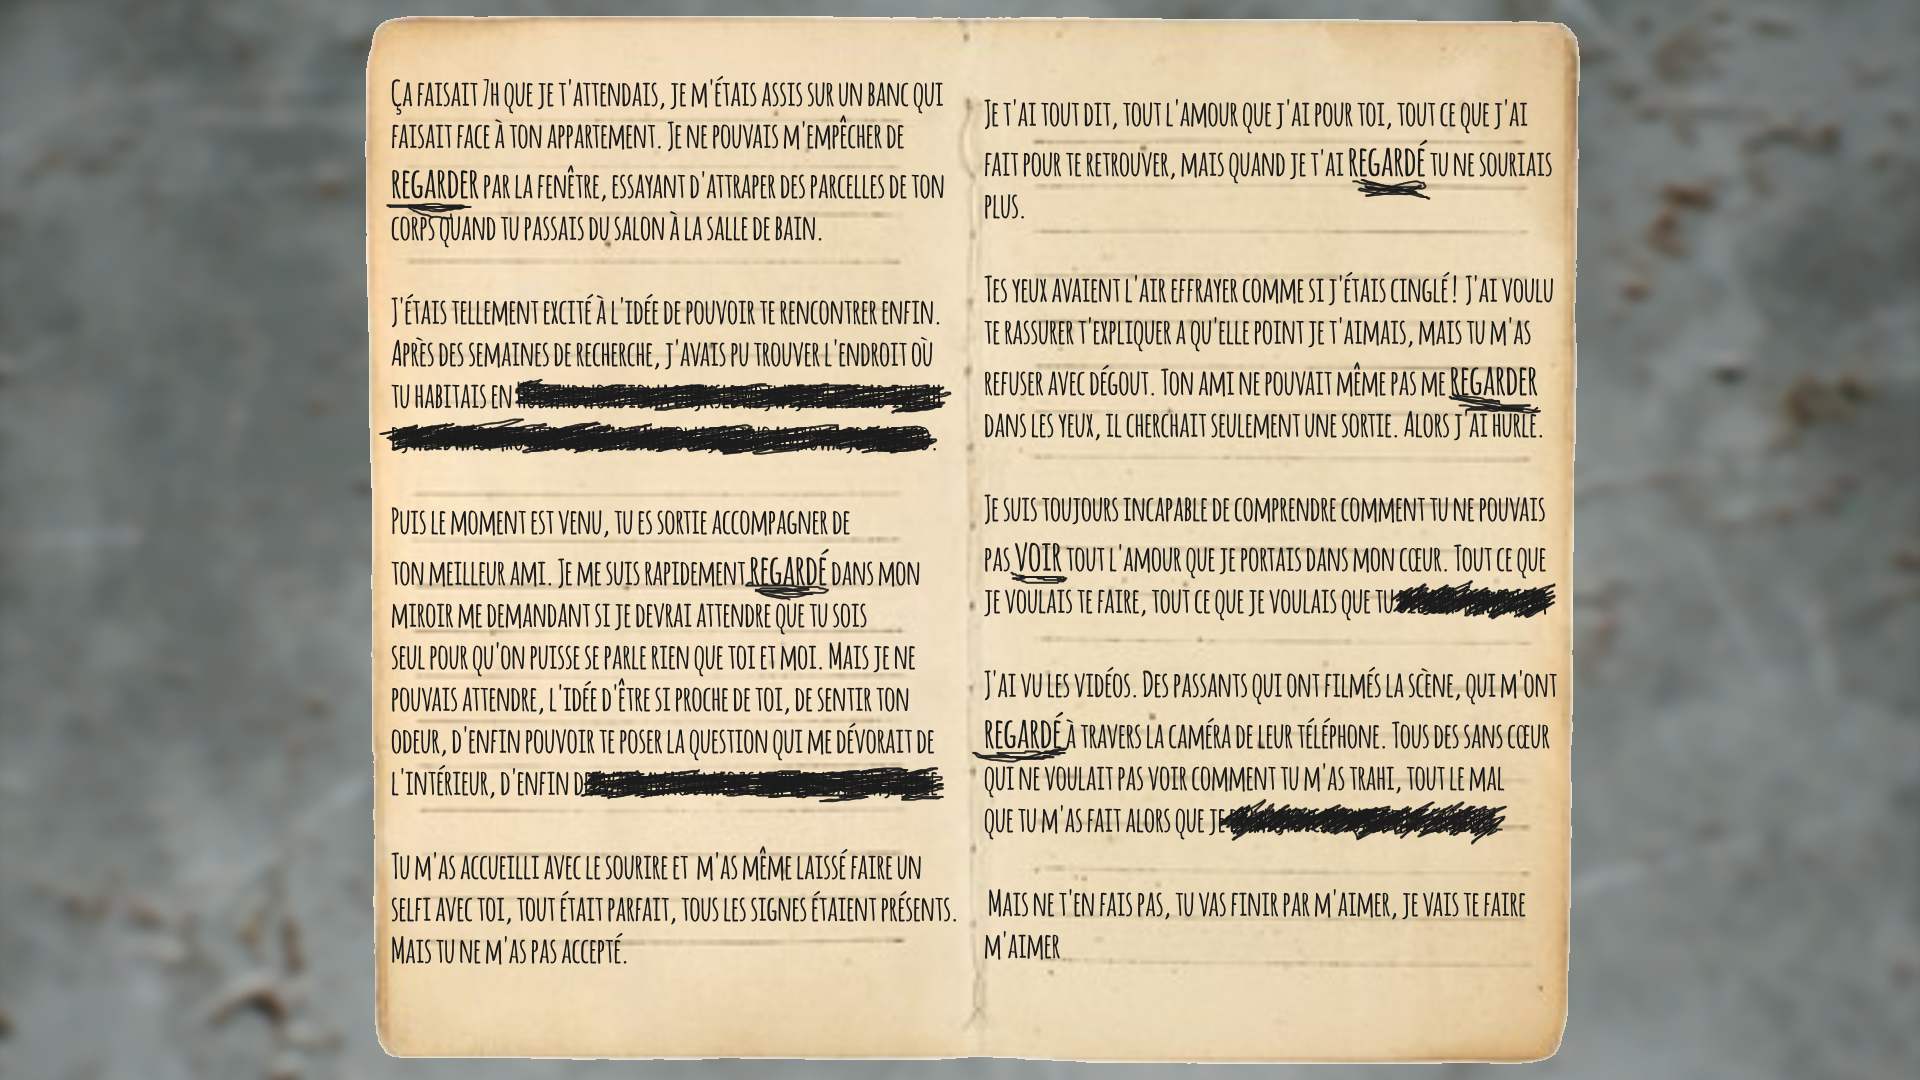 Ça faisait 7h que je t'attendais, je m'étais assis sur un banc qui
faisait face à ton appartement. Je ne pouvais m'empêcher de
REGARDER par la fenêtre, essayant d'attraper des parcelles de ton
corps quand tu passais du salon à la salle de bain.
J'étais tellement excité à l'idée de pouvoir te rencontrer enfin.
Après des semaines de recherche, j'avais pu trouver l'endroit où
tu habitais en
Puis le moment est venu, tu es sortie accompagner de
ton meilleur ami. Je me suis rapidement REGARDÉ dans mon
miroir me demandant si je devrai attendre que tu sois
seul pour qu'on puisse se parle rien que toi et moi. Mais je ne
pouvais attendre, l'idée d'être si proche de toi, de sentir ton
odeur, d'enfin pouvoir te poser la question qui me dévorait de
l'intérieur, d'enfin
Tu m'as accueilli avec le sourire et m'as même laissé faire un
selfi avec toi, tout était parfait, tous les signes étaient présents.
Mais tu ne m'as pas accepté.
Je t'ai tout dit, tout l'amour que j'ai pour toi, tout ce que j'ai
fait pour te retrouver, mais quand je t'ai REGARDÉ tu ne souriais
plus.
Tes yeux avaient l'air effrayer comme si j'étais cinglé! J'ai voulu
te rassurer t'expliquer a qu'elle point je t'aimais, mais tu m'as
refuser avec dégout. Ton ami ne pouvait même pas me REGARDER
dans les yeux, il cherchait seulement une sortie. Alors j'ai hurlé.
Je suis toujours incapable de comprendre comment tu ne pouvais
pas VOIR tout l'amour que je portais dans mon cœur. Tout ce que
je voulais te faire, tout ce que je voulais que tu
J'ai vu les vidéos. Des passants qui ont filmés la scène, qui m'ont
REGARDÉ à travers la caméra de leur téléphone. Tous des sans cœur
qui ne voulait pas voir comment tu m'as trahi, tout le mal
que tu m'as fait alors que je
Mais ne t'en fais pas, tu vas finir par m'aimer, je vais te faire
m'aimer